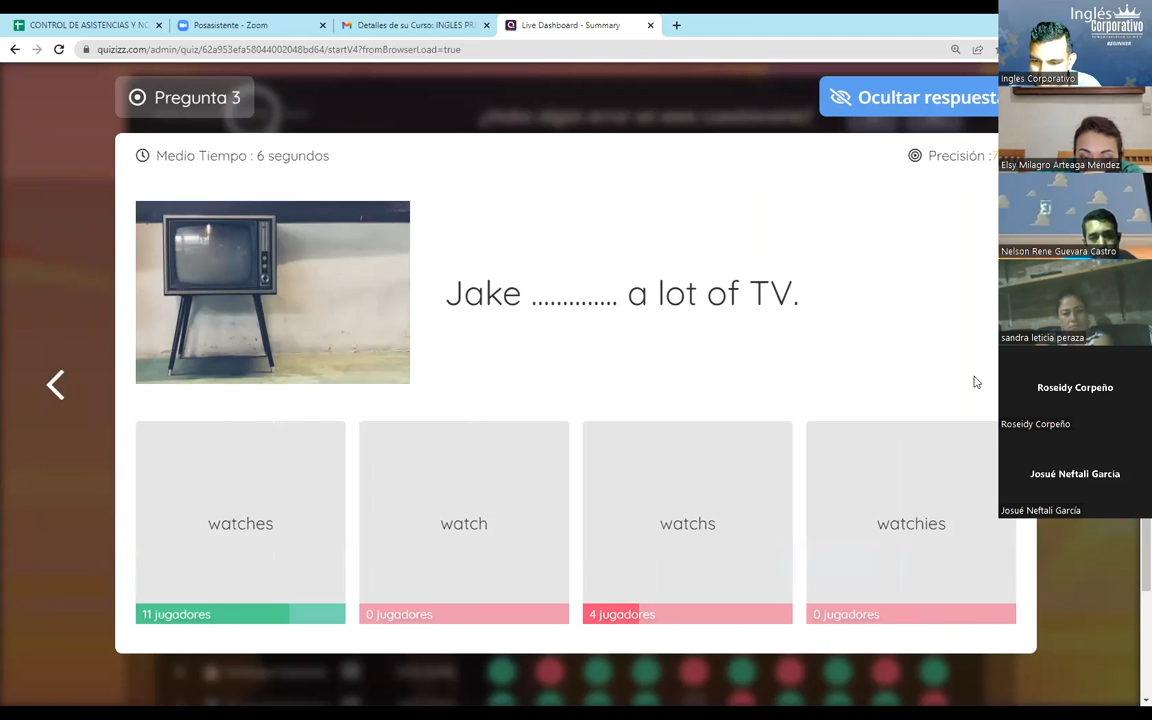 CONTROL DE ASISTENCIAS Y NO
Posasistente - Zoom
Detalles de su Curso: INGLES PR
Live Dashboard - Summary
quizizz.com/admin/quiz/62a953efa58044002048bd64/startV4?fromBrowserLoad=true
Pregunta 3
Ocultar respuest
Medio Tiempo : 6 segundos
Precisión :
Jake .............. a lot of TV.
watches
watch
watchs
watchies
11 jugadores
0 jugadores
4 jugadores
0 jugadores
Inglés
Corporativo
BEGINNER
Ingles Corporativo
Elsy Milagro Arteaga Méndez
Nelson Rene Guevara Castro
sandra leticia peraza
Roseidy Corpeño
Roseidy Corpeño
Josué Neftali Garcia
Josué Neftali García